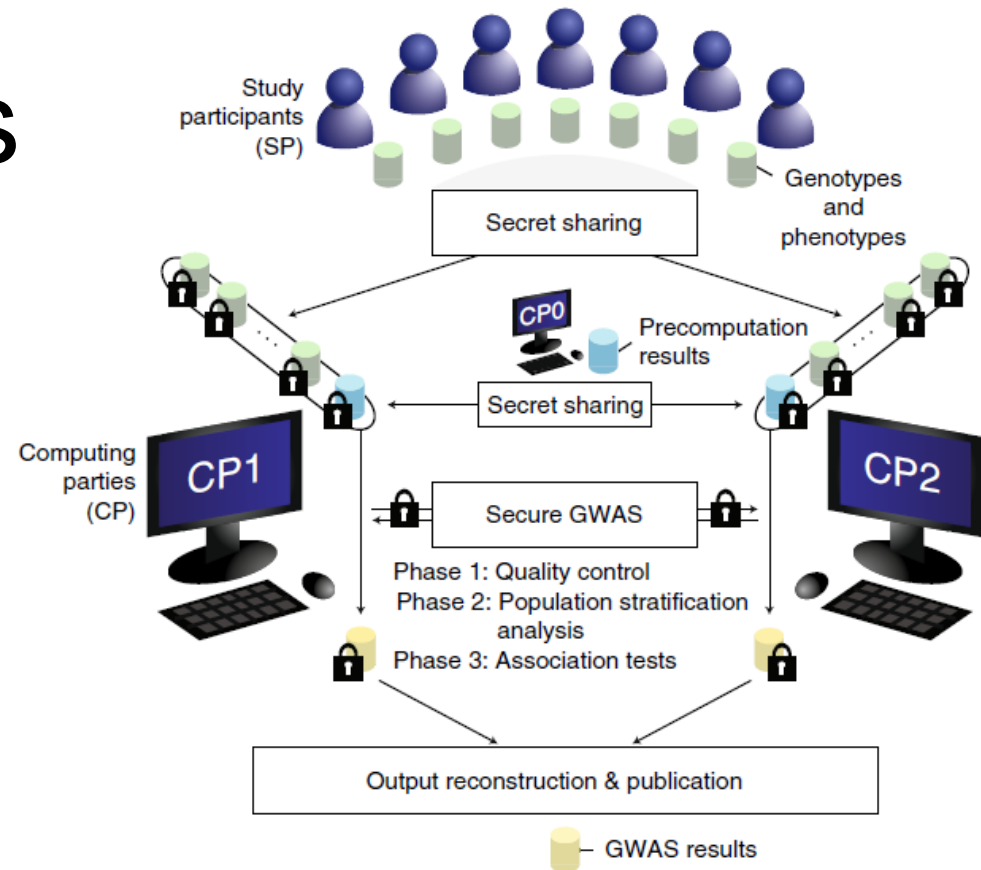 S
Study
participants
(SP)
Genotypes
and
phenotypes
Secret sharing
CP0
Precomputation
results
Secret sharing
Computing
parties
(CP)
CP1
CP2
Secure GWAS
Phase 1: Quality control
Phase 2: Population stratification
analysis
Phase 3: Association tests
Output reconstruction & publication
GWAS results